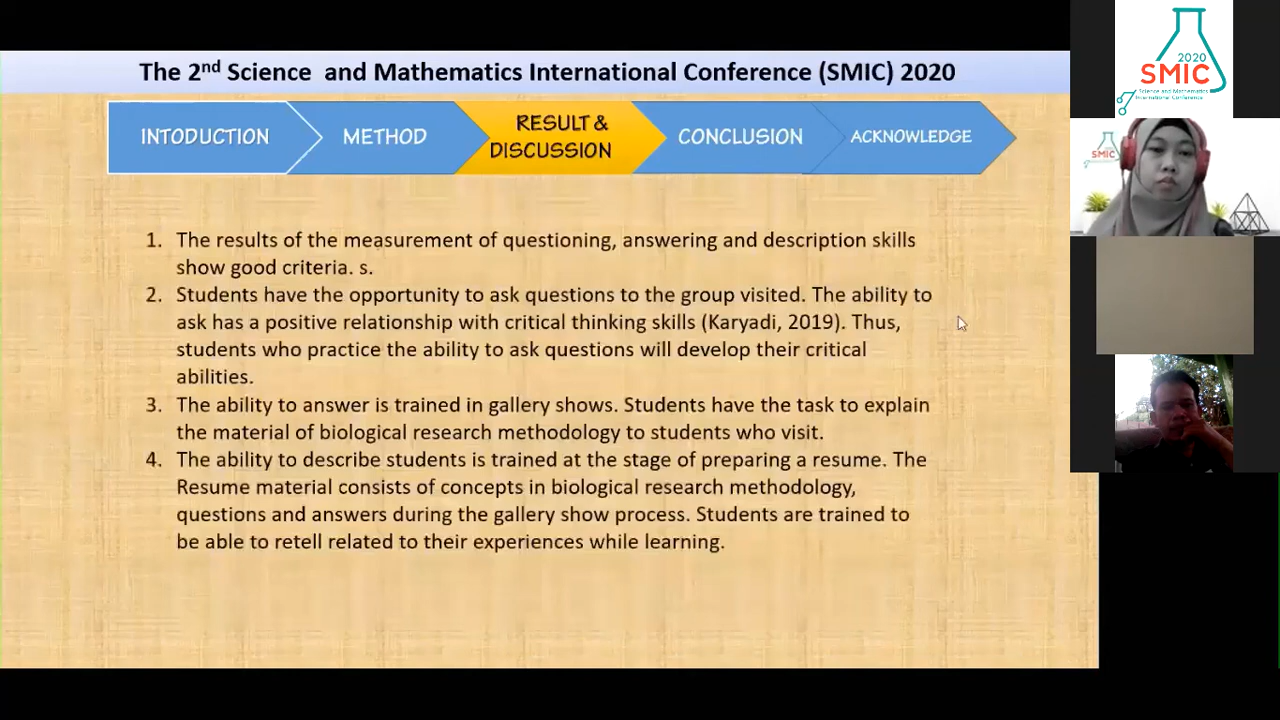 The 2nd Science and Mathematics International Conference (SMIC) 2020
INTODUCTION
METHOD
RESULT &
DISCUSSION
CONCLUSION
ACKNOWLEDGE
1. The results of the measurement of questioning, answering and description skills
show good criteria. s.
2. Students have the opportunity to ask questions to the group visited. The ability to
ask has a positive relationship with critical thinking skills (Karyadi, 2019). Thus,
students who practice the ability to ask questions will develop their critical
abilities.
3. The ability to answer is trained in gallery shows. Students have the task to explain
the material of biological research methodology to students who visit.
4. The ability to describe students is trained at the stage of preparing a resume. The
Resume material consists of concepts in biological research methodology,
questions and answers during the gallery show process. Students are trained to
be able to retell related to their experiences while learning.
2020
SMIC
Science and Mathematics
International Conference
SMIC